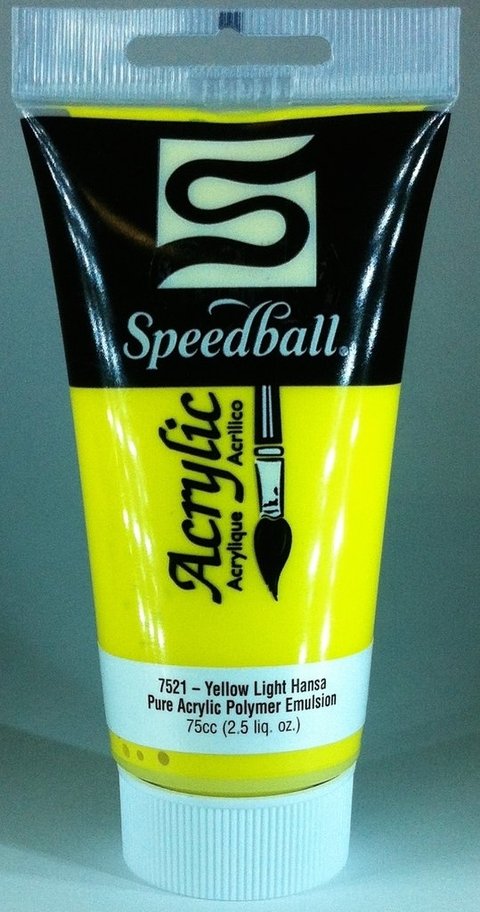 Speedball®
Acrylic
Acrylique Acrílico
7521 – Yellow Light Hansa
Pure Acrylic Polymer Emulsion
75cc (2.5 liq. oz.)